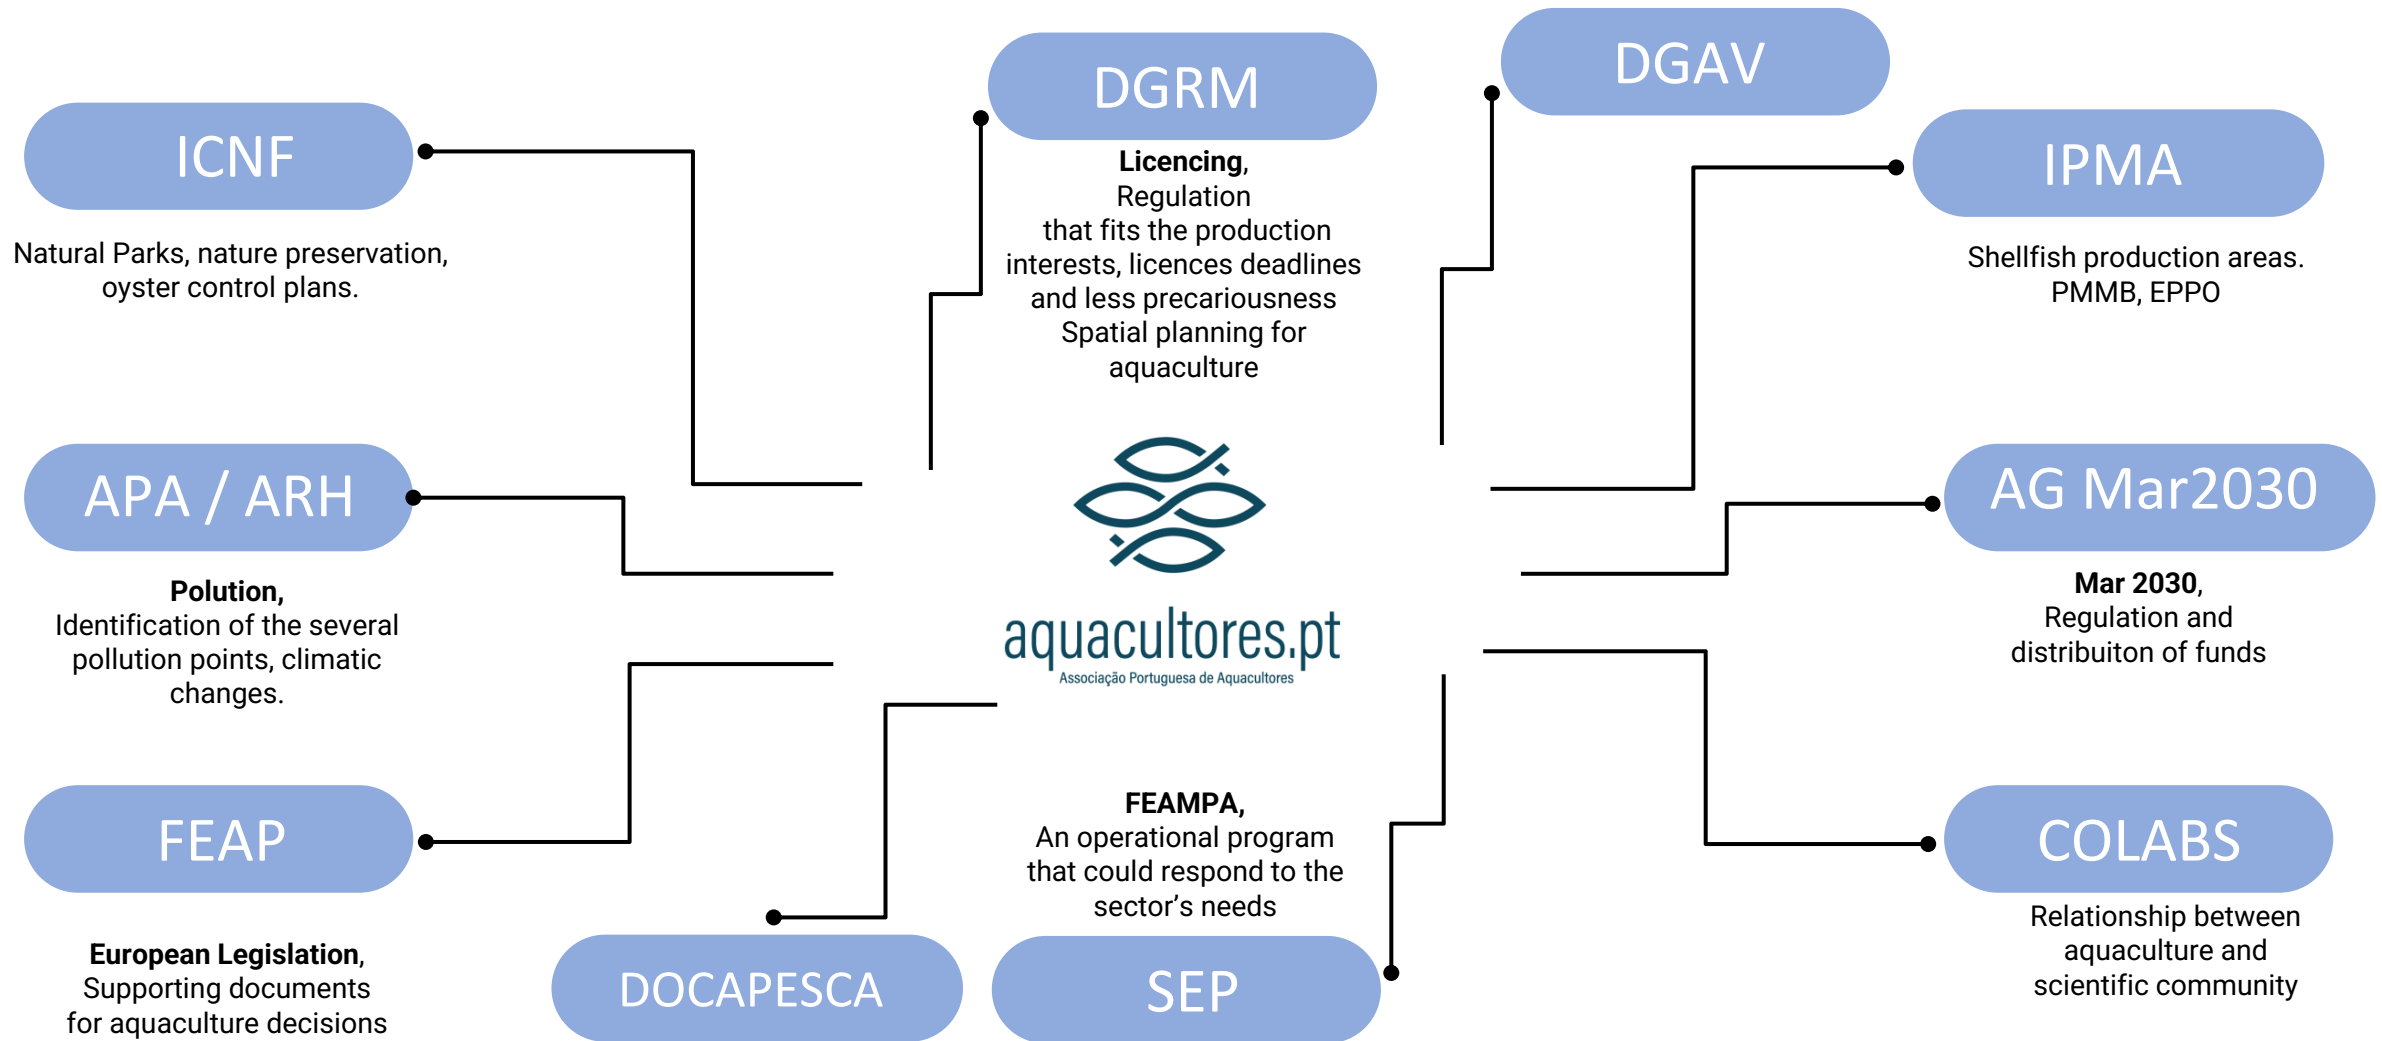 ICNF
Natural Parks, nature preservation,
oyster control plans.
DGRM
Licencing,
Regulation
that fits the production
interests, licences deadlines
and less precariousness
Spatial planning for
aquaculture
DGAV
IPMA
Shellfish production areas.
PMMB, EPPO
APA / ARH
Polution,
Identification of the several
pollution points, climatic
changes.
aquacultores.pt
Associação Portuguesa de Aquacultores
AG Mar2030
Mar 2030,
Regulation and
distribuiton of funds
FEAP
European Legislation,
Supporting documents
for aquaculture decisions
DOCAPESCA
FEAMPA,
An operational program
that could respond to the
sector’s needs
SEP
COLABS
Relationship between
aquaculture and
scientific community